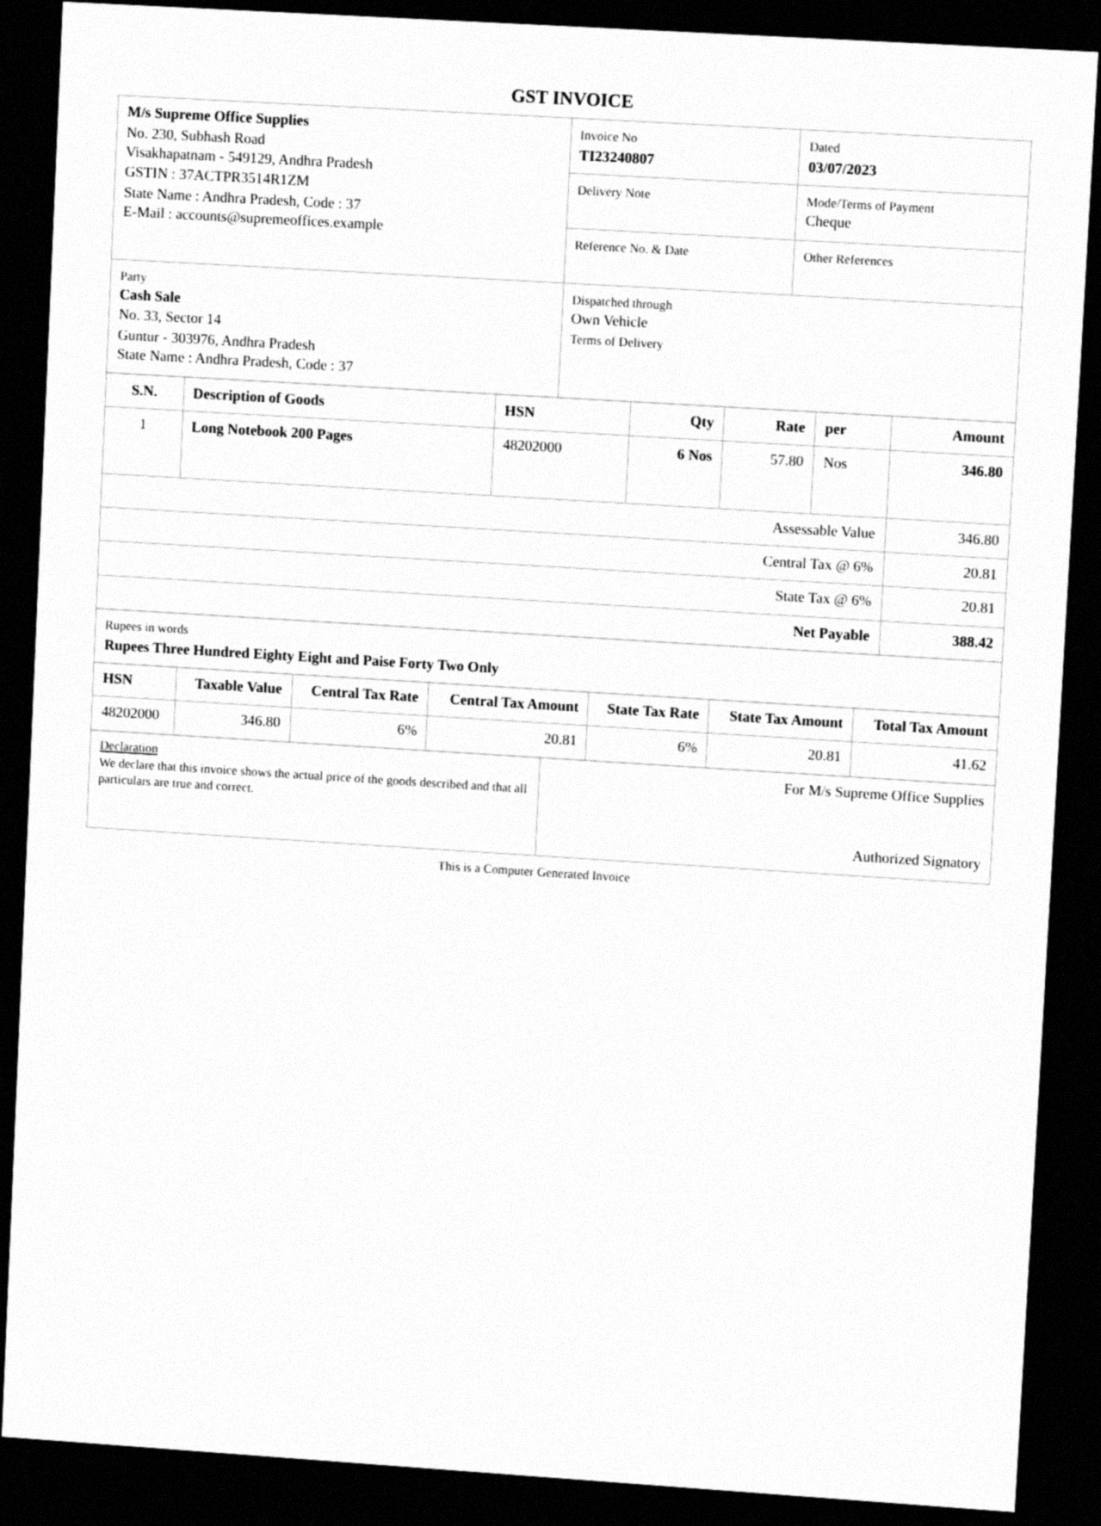 GST INVOICE
M/s Supreme Office Supplies
No. 230, Subhash Road
Visakhapatnam - 549129, Andhra Pradesh
GSTIN : 37ACTPR3514R1ZM
State Name : Andhra Pradesh, Code : 37
E-Mail : accounts@supremeoffices.example
Invoice No
TI23240807
Dated
03/07/2023
Delivery Note
Mode/Terms of Payment
Cheque
Reference No. & Date
Other References
Party
Cash Sale
No. 33, Sector 14
Guntur - 303976, Andhra Pradesh
State Name : Andhra Pradesh, Code : 37
Dispatched through
Own Vehicle
Terms of Delivery
S.N. Description of Goods HSN Qty Rate per Amount
1 Long Notebook 200 Pages 48202000 6 Nos 57.80 Nos 346.80
Assessable Value 346.80
Central Tax @ 6% 20.81
State Tax @ 6% 20.81
Net Payable 388.42
Rupees in words
Rupees Three Hundred Eighty Eight and Paise Forty Two Only
HSN Taxable Value Central Tax Rate Central Tax Amount State Tax Rate State Tax Amount Total Tax Amount
48202000 346.80 6% 20.81 6% 20.81 41.62
Declaration
We declare that this invoice shows the actual price of the goods described and that all
particulars are true and correct.
For M/s Supreme Office Supplies
Authorized Signatory
This is a Computer Generated Invoice